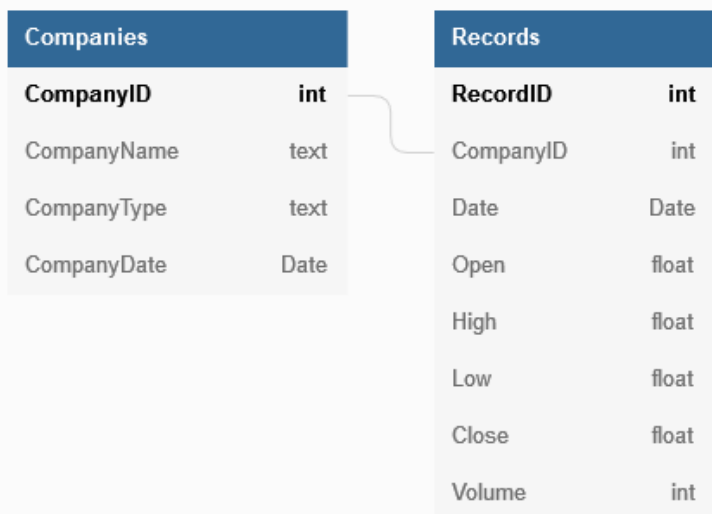 Companies
CompanyID int
CompanyName text
CompanyType text
CompanyDate Date
Records
RecordID int
CompanyID int
Date Date
Open float
High float
Low float
Close float
Volume int